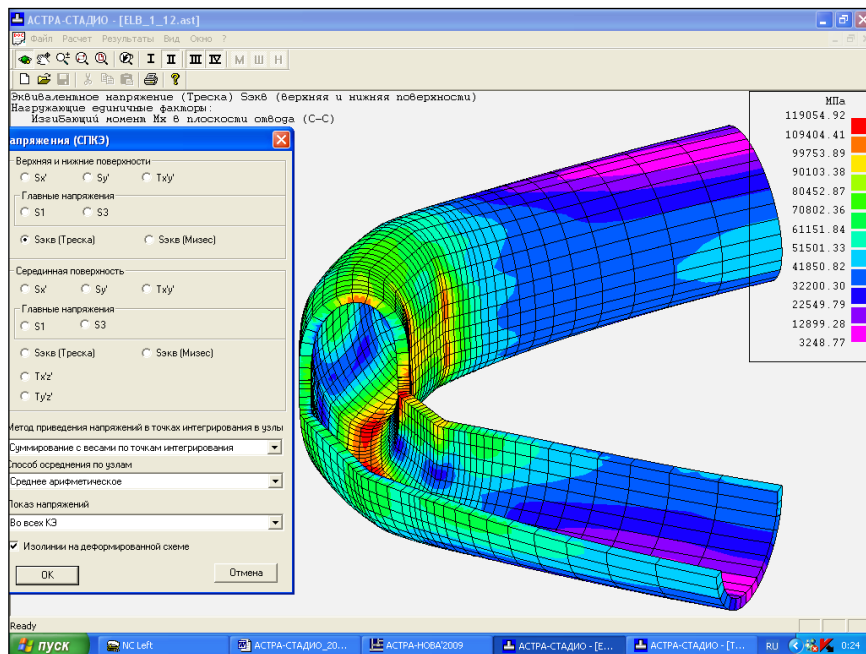 АСТРА-СТАДИО - [ELB_1_12.ast]
Файл Расчет Результаты Вид Окно ?
I II III IV М Ш Н
Эквивалентное напряжение (Треска) Sэкв (верхняя и нижняя поверхности)
Нагружающие единичные факторы:
Изгибающий момент Mx в плоскости отвода (C-C)
апряжения (СПКЭ)
Верхняя и нижние поверхности
Sx' Sy' Tx'y'
Главные напряжения
S1 S3
Sэкв (Треска) Sэкв (Мизес)
Серединная поверхность
Sx' Sy' Tx'y'
Главные напряжения
S1 S3
Sэкв (Треска) Sэкв (Мизес)
Tx'z'
Ty'z'
Метод приведения напряжений в точках интегрирования в узлы
Суммирование с весами по точкам интегрирования
Способ осреднения по узлам
Среднее арифметическое
Показ напряжений
Во всех КЭ
Изолинии на деформированной схеме
OK Отмена
МПа
119054.92
109404.41
99753.89
90103.38
80452.87
70802.36
61151.84
51501.33
41850.82
32200.30
22549.79
12899.28
3248.77
Ready
пуск NC Left АСТРА-СТАДИО_20... АСТРА-НОВА'2009 АСТРА-СТАДИО - [E... АСТРА-СТАДИО - [Т... RU 0:24